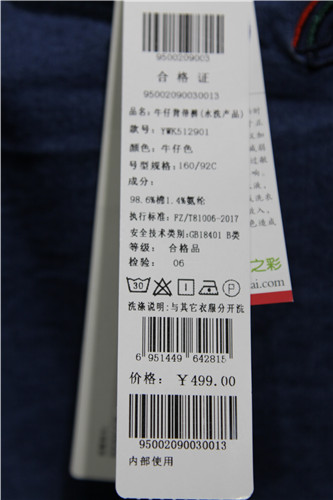 9500209003
合格证
95002090030013
品名:牛仔背带裤(水洗产品)
款号: YWK512901
颜色: 牛仔色
号型规格: 160/92C
成分:
98.6%棉1.4%氨纶
执行标准: FZ/T81006-2017
安全技术类别:GB18401 B类
等级: 合格品
检验: 06
30
P
洗涤说明:与其它衣服分开洗
6 951449 642815
价格: ¥499.00
95002090030013
内部使用
之彩
ai.com